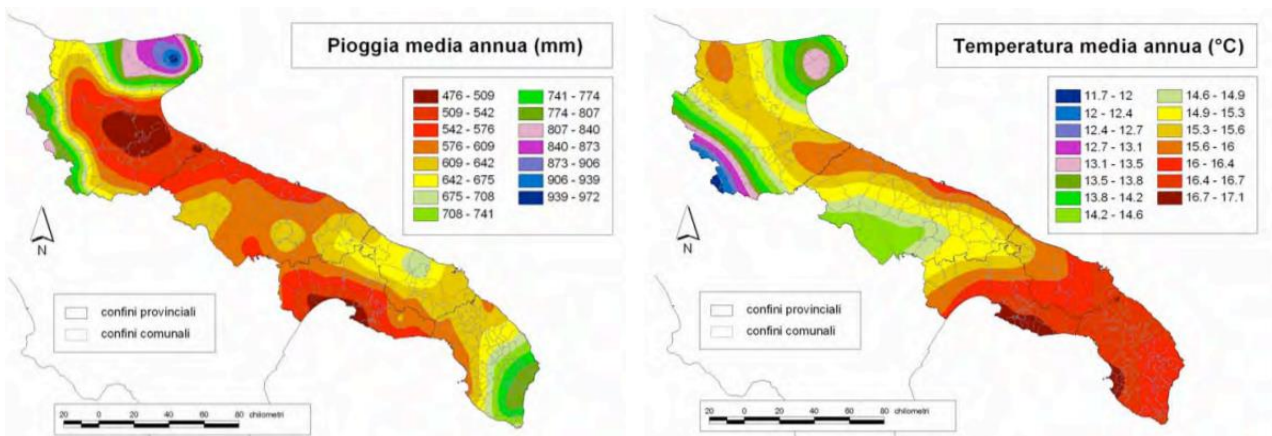 Pioggia media annua (mm)
476 - 509
509 - 542
542 - 576
576 - 609
609 - 642
642 - 675
675 - 708
708 - 741
741 - 774
774 - 807
807 - 840
840 - 873
873 - 906
906 - 939
939 - 972
N
confini provinciali
confini comunali
20 0 20 40 60 80 chilometri
Temperatura media annua (°C)
11.7 - 12
12 - 12.4
12.4 - 12.7
12.7 - 13.1
13.1 - 13.5
13.5 - 13.8
13.8 - 14.2
14.2 - 14.6
14.6 - 14.9
14.9 - 15.3
15.3 - 15.6
15.6 - 16
16 - 16.4
16.4 - 16.7
16.7 - 17.1
N
confini provinciali
confini comunali
20 0 20 40 60 80 chilometri